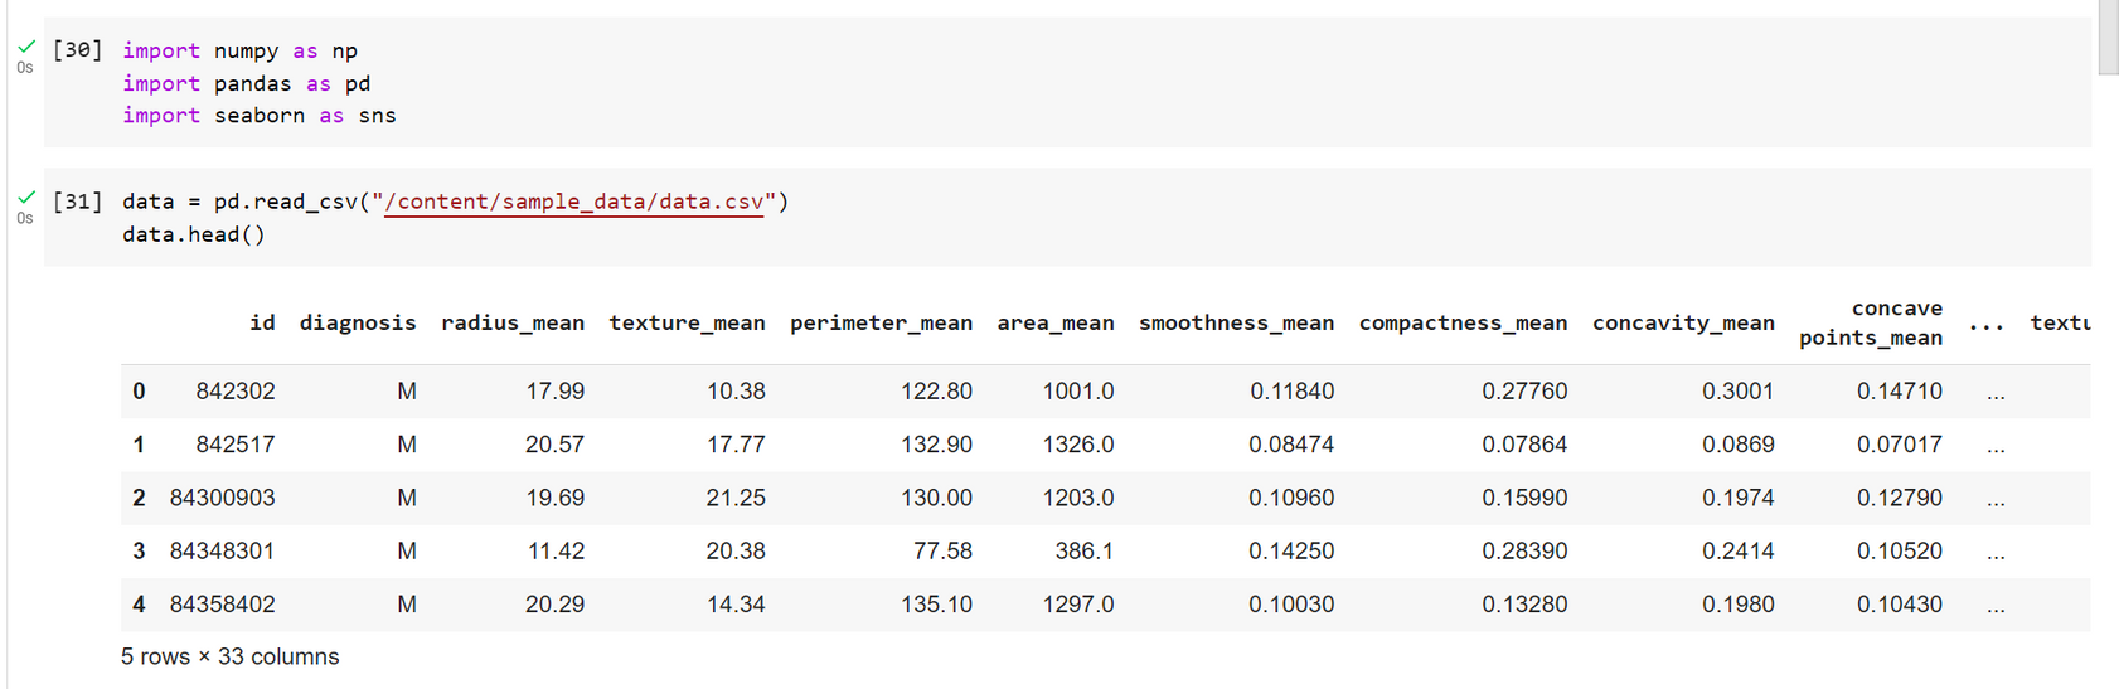 [30] import numpy as np
0s
import pandas as pd
import seaborn as sns
[31] data = pd.read_csv("/content/sample_data/data.csv")
0s
data.head()
id diagnosis radius_mean texture_mean perimeter_mean area_mean smoothness_mean compactness_mean concavity_mean concave points_mean ... textu
0 842302 M 17.99 10.38 122.80 1001.0 0.11840 0.27760 0.3001 0.14710 ...
1 842517 M 20.57 17.77 132.90 1326.0 0.08474 0.07864 0.0869 0.07017 ...
2 84300903 M 19.69 21.25 130.00 1203.0 0.10960 0.15990 0.1974 0.12790 ...
3 84348301 M 11.42 20.38 77.58 386.1 0.14250 0.28390 0.2414 0.10520 ...
4 84358402 M 20.29 14.34 135.10 1297.0 0.10030 0.13280 0.1980 0.10430 ...
5 rows × 33 columns